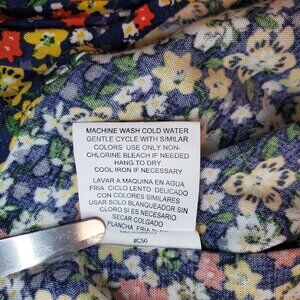 MACHINE WASH COLD WATER
GENTLE CYCLE WITH SIMILAR
COLORS USE ONLY NON-
CHLORINE BLEACH IF NEEDED
HANG TO DRY
COOL IRON IF NECESSARY
LAVAR A MAQUINA EN AGUA
FRIA CICLO LENTO DELICADO
CON COLORES SIMILARES
USAR SOLO BLANQUEADOR SIN
CLORO SI ES NECESARIO
SECAR COLGADO
PLANCHA FRIA
#C50